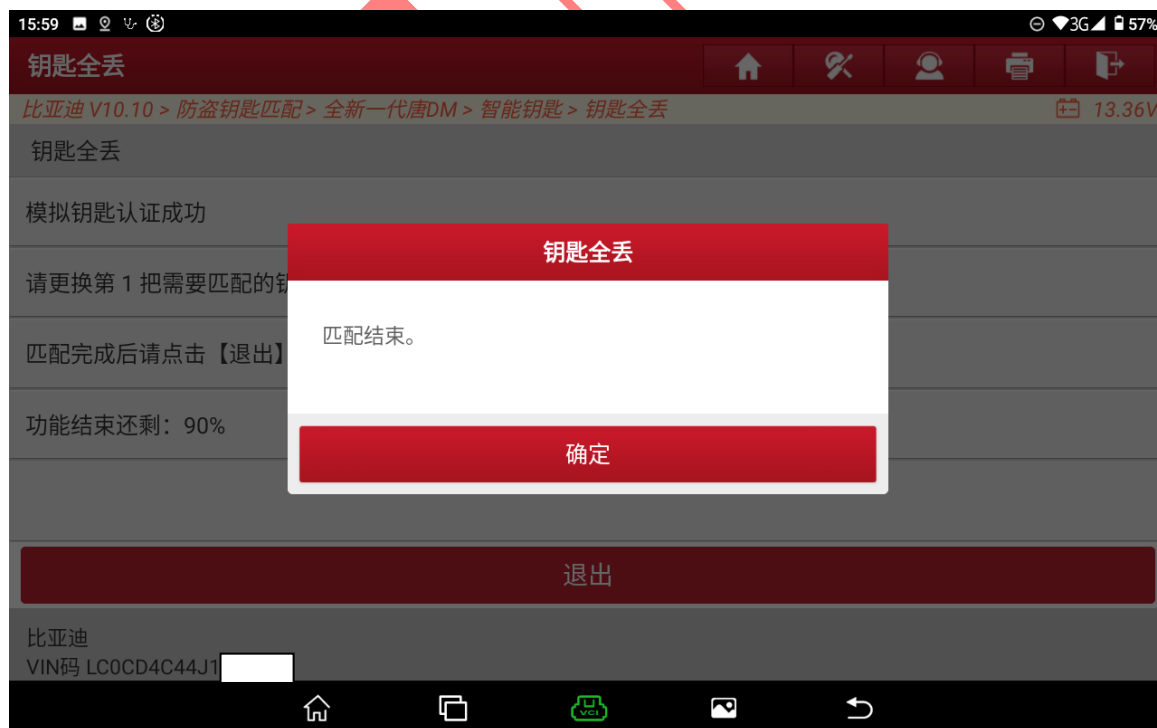 15:59
3G
57%
钥匙全丢
比亚迪 V10.10 > 防盗钥匙匹配 > 全新一代唐DM > 智能钥匙 > 钥匙全丢
13.36V
钥匙全丢
模拟钥匙认证成功
请更换第 1 把需要匹配的
匹配完成后请点击【退出】
功能结束还剩：90%
钥匙全丢
匹配结束。
确定
退出
比亚迪
VIN码 LC0CD4C44J1
VCI